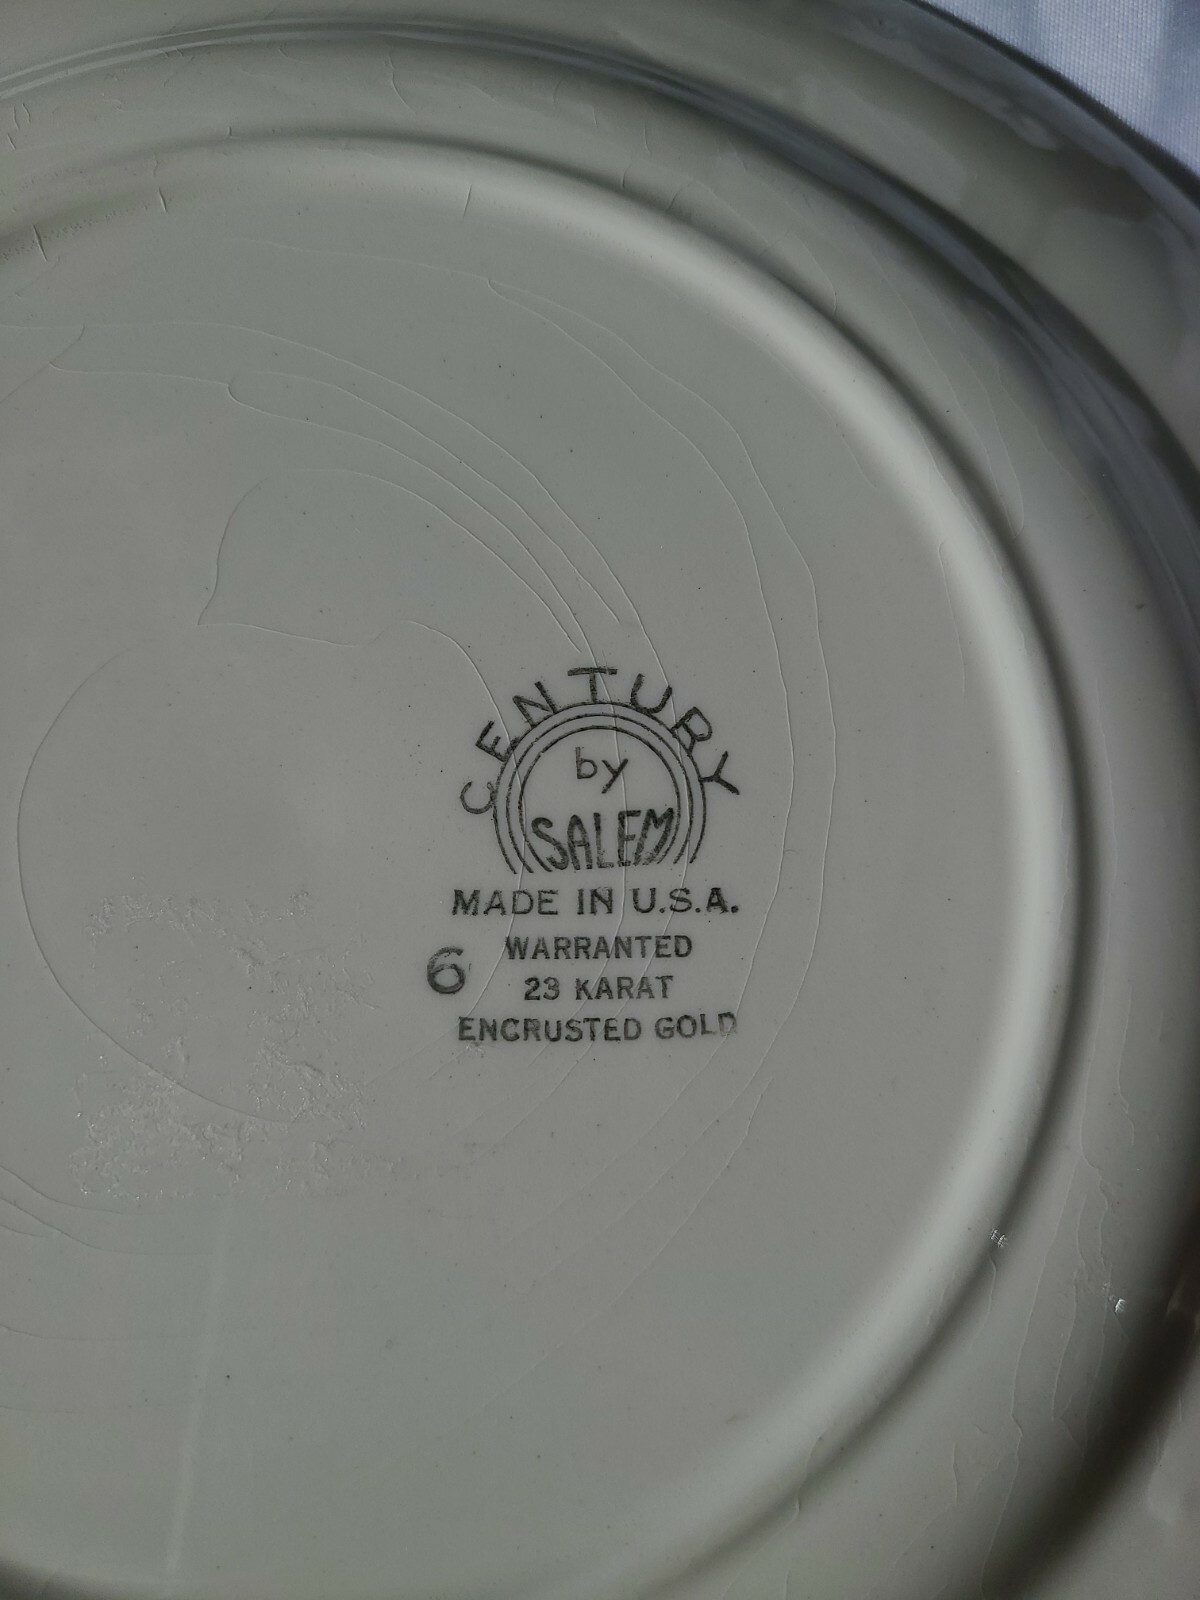 CENTURY
by
SALEM
MADE IN U.S.A.
6 WARRANTED
23 KARAT
ENCRUSTED GOLD